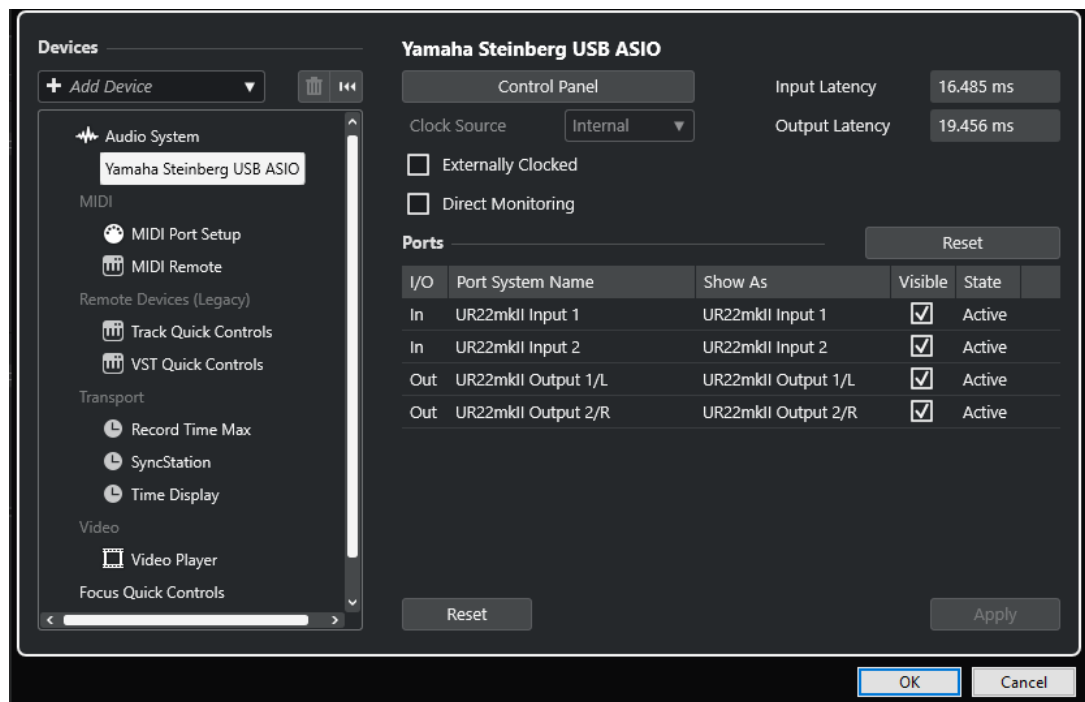 Devices
Add Device
Audio System
Yamaha Steinberg USB ASIO
MIDI
MIDI Port Setup
MIDI Remote
Remote Devices (Legacy)
Track Quick Controls
VST Quick Controls
Transport
Record Time Max
SyncStation
Time Display
Video
Video Player
Focus Quick Controls
Yamaha Steinberg USB ASIO
Control Panel
Input Latency 16.485 ms
Clock Source Internal
Output Latency 19.456 ms
Externally Clocked
Direct Monitoring
Ports
Reset
I/O Port System Name Show As Visible State
In UR22mkII Input 1 UR22mkII Input 1 Active
In UR22mkII Input 2 UR22mkII Input 2 Active
Out UR22mkII Output 1/L UR22mkII Output 1/L Active
Out UR22mkII Output 2/R UR22mkII Output 2/R Active
Reset
Apply
OK
Cancel